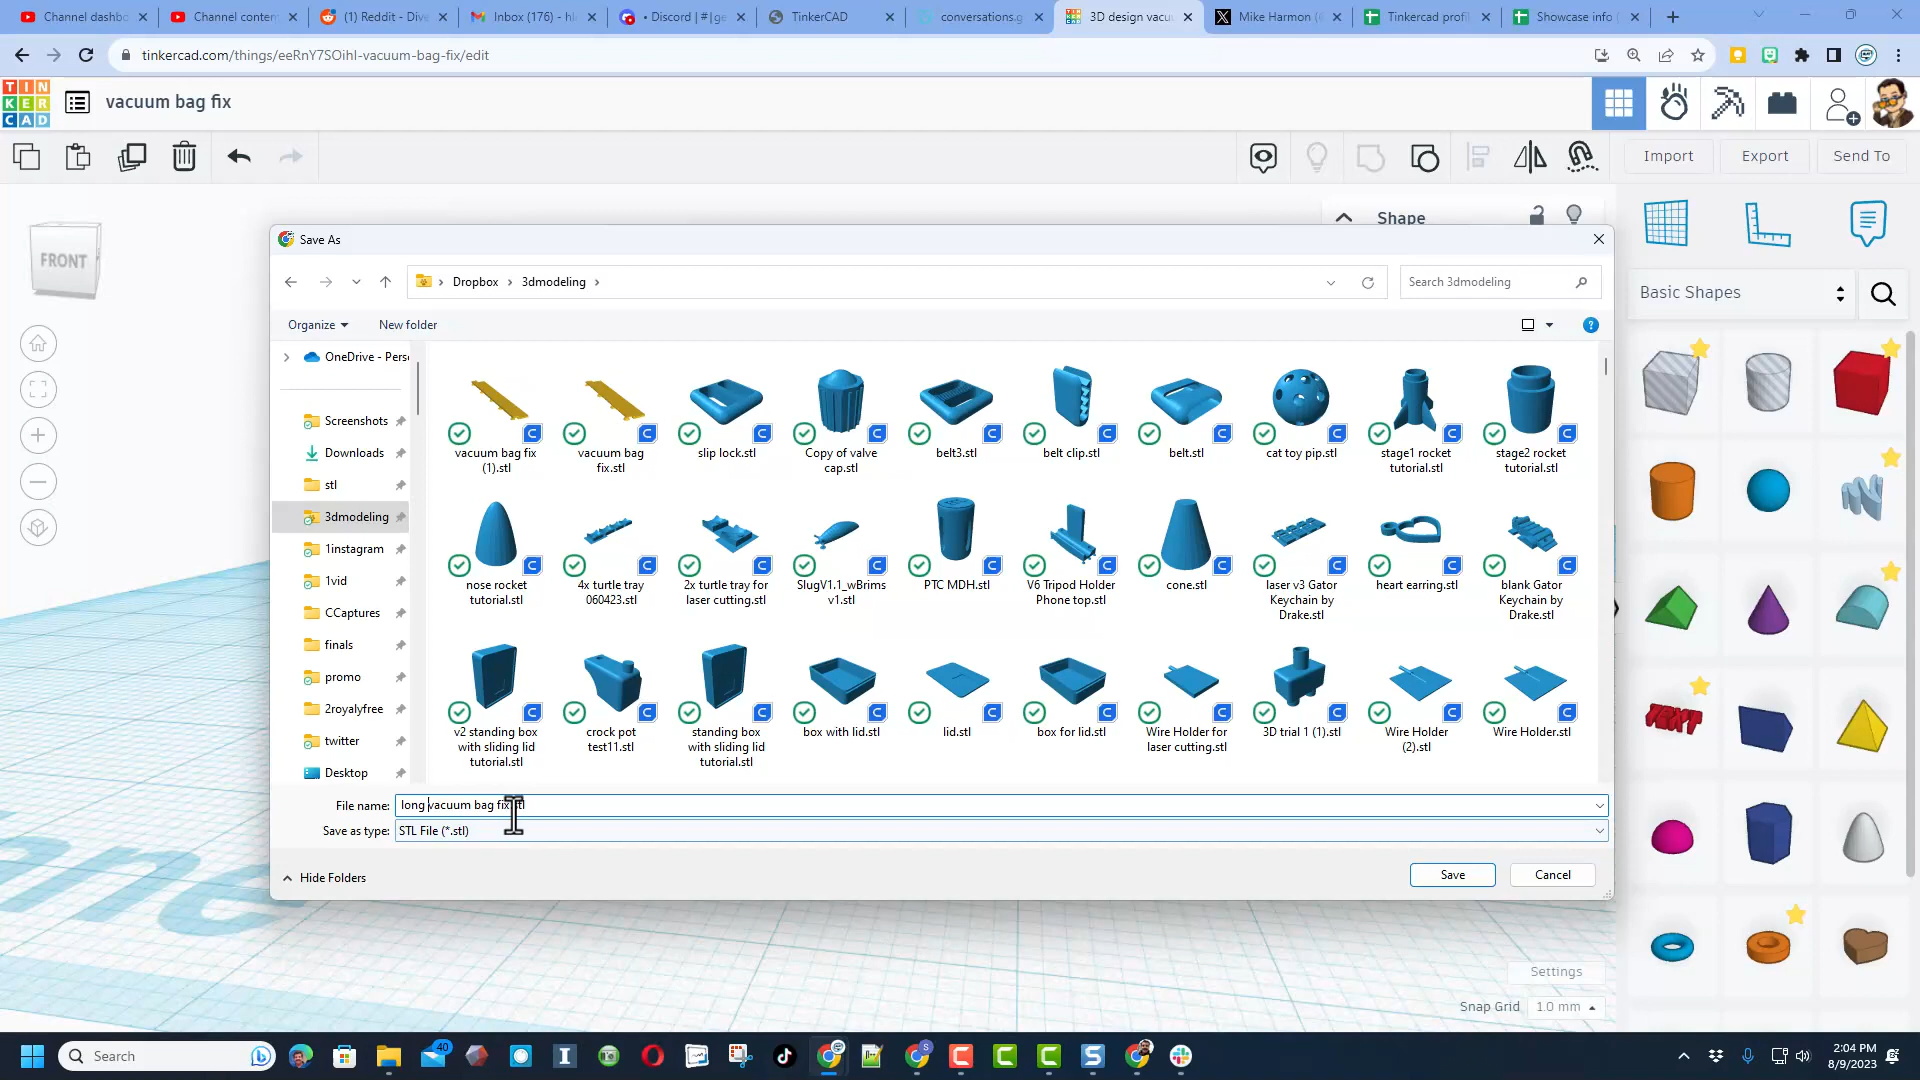 Channel dashbo
Channel conten
(1) Reddit - Dive
Inbox (176) - hl
• Discord | #┃ge
TinkerCAD
conversations.g
3D design vacu
Mike Harmon (
Tinkercad profil
Showcase info (
tinkercad.com/things/eeRnY7SOihI-vacuum-bag-fix/edit
TIN
KER
CAD
vacuum bag fix
Import
Export
Send To
FRONT
Shape
Basic Shapes
Save As
Dropbox
3dmodeling
Search 3dmodeling
Organize
New folder
OneDrive - Perso
Screenshots
Downloads
stl
3dmodeling
1instagram
1vid
CCaptures
finals
promo
2royalyfree
twitter
Desktop
vacuum bag fix (1).stl
vacuum bag fix.stl
slip lock.stl
Copy of valve cap.stl
belt3.stl
belt clip.stl
belt.stl
cat toy pip.stl
stage1 rocket tutorial.stl
stage2 rocket tutorial.stl
nose rocket tutorial.stl
4x turtle tray 060423.stl
2x turtle tray for laser cutting.stl
SlugV1.1_wBrims v1.stl
PTC MDH.stl
V6 Tripod Holder Phone top.stl
cone.stl
laser v3 Gator Keychain by Drake.stl
heart earring.stl
blank Gator Keychain by Drake.stl
v2 standing box with sliding lid tutorial.stl
crock pot test11.stl
standing box with sliding lid tutorial.stl
box with lid.stl
lid.stl
box for lid.stl
Wire Holder for laser cutting.stl
3D trial 1 (1).stl
Wire Holder (2).stl
Wire Holder.stl
File name:
long vacuum bag fix.stl
Save as type:
STL File (*.stl)
Hide Folders
Save
Cancel
TEXT
Settings
Snap Grid
1.0 mm
Search
40
2:04 PM
8/9/2023